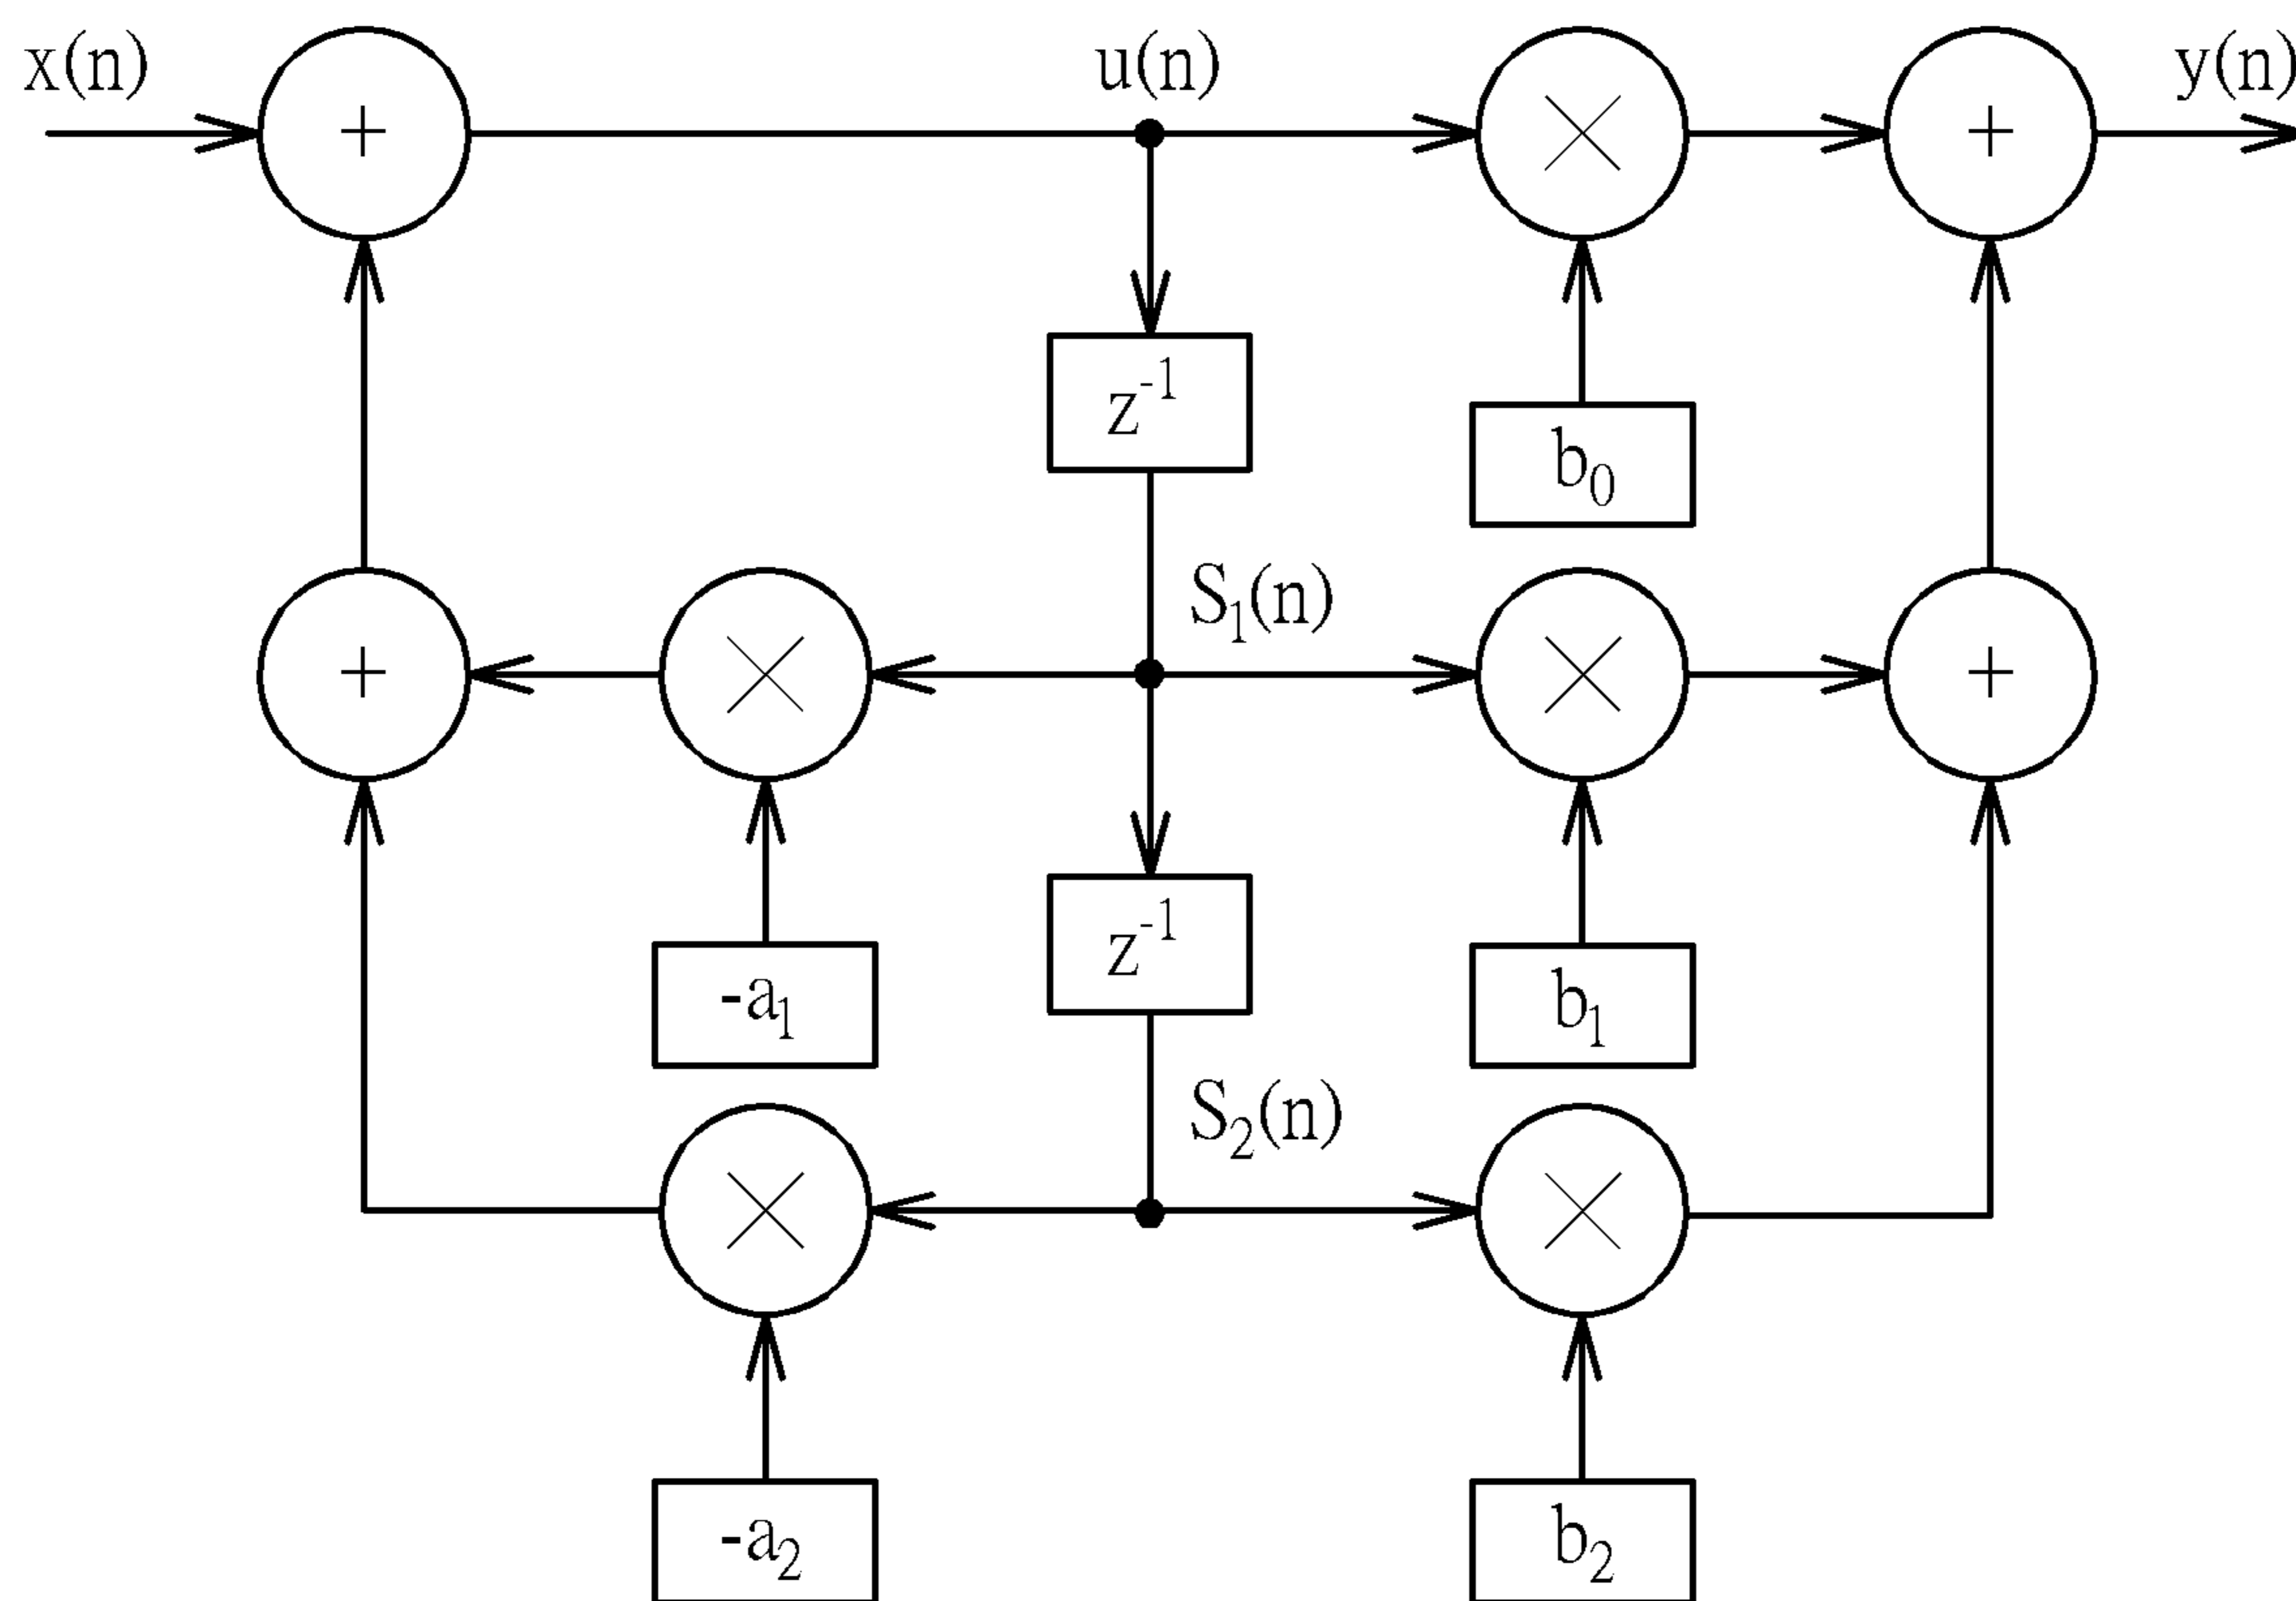 x(n)
u(n)
y(n)
+
×
+
z⁻¹
b₀
S₁(n)
+
×
×
+
-a₁
z⁻¹
b₁
S₂(n)
×
×
-a₂
b₂